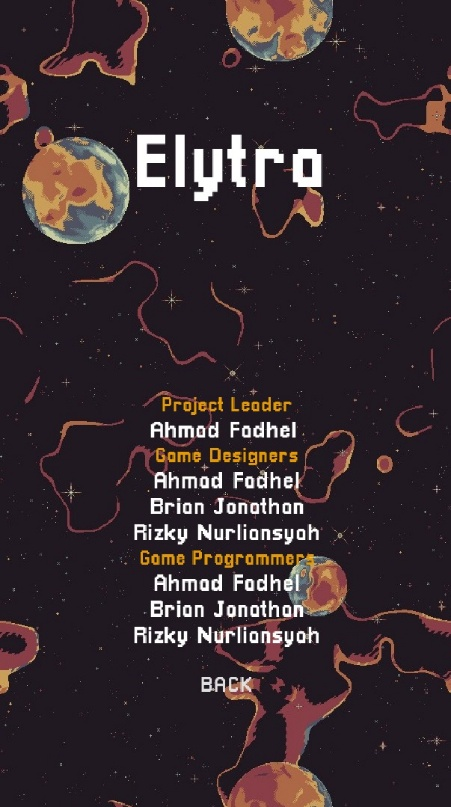 Elytra
Project Leader
Ahmad Fadhel
Game Designers
Ahmad Fadhel
Brian Jonathan
Rizky Nurliansyah
Game Programmers
Ahmad Fadhel
Brian Jonathan
Rizky Nurliansyah
BACK